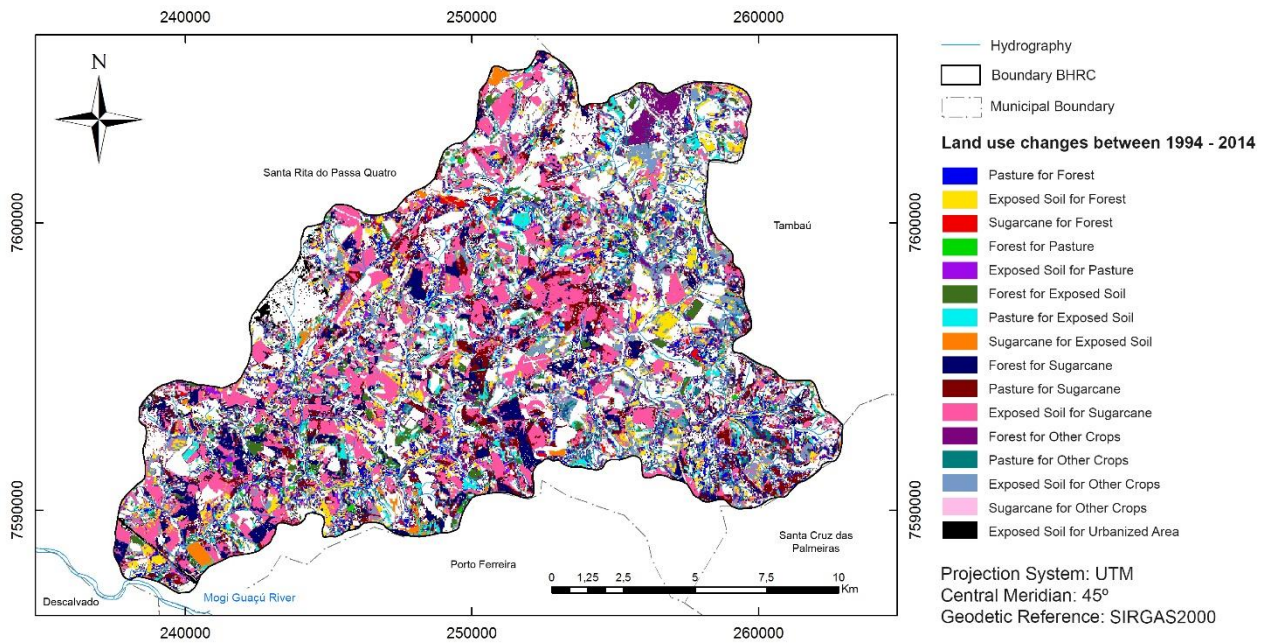 240000
250000
260000
N
Santa Rita do Passa Quatro
7600000
7600000
Tambaú
7590000
7590000
Santa Cruz das
Palmeiras
Porto Ferreira
Descalvado
Mogi Guaçú River
0 1,25 2,5 5 7,5 10
Km
240000
250000
260000
Hydrography
Boundary BHRC
Municipal Boundary
Land use changes between 1994 - 2014
Pasture for Forest
Exposed Soil for Forest
Sugarcane for Forest
Forest for Pasture
Exposed Soil for Pasture
Forest for Exposed Soil
Pasture for Exposed Soil
Sugarcane for Exposed Soil
Forest for Sugarcane
Pasture for Sugarcane
Exposed Soil for Sugarcane
Forest for Other Crops
Pasture for Other Crops
Exposed Soil for Other Crops
Sugarcane for Other Crops
Exposed Soil for Urbanized Area
Projection System: UTM
Central Meridian: 45º
Geodetic Reference: SIRGAS2000